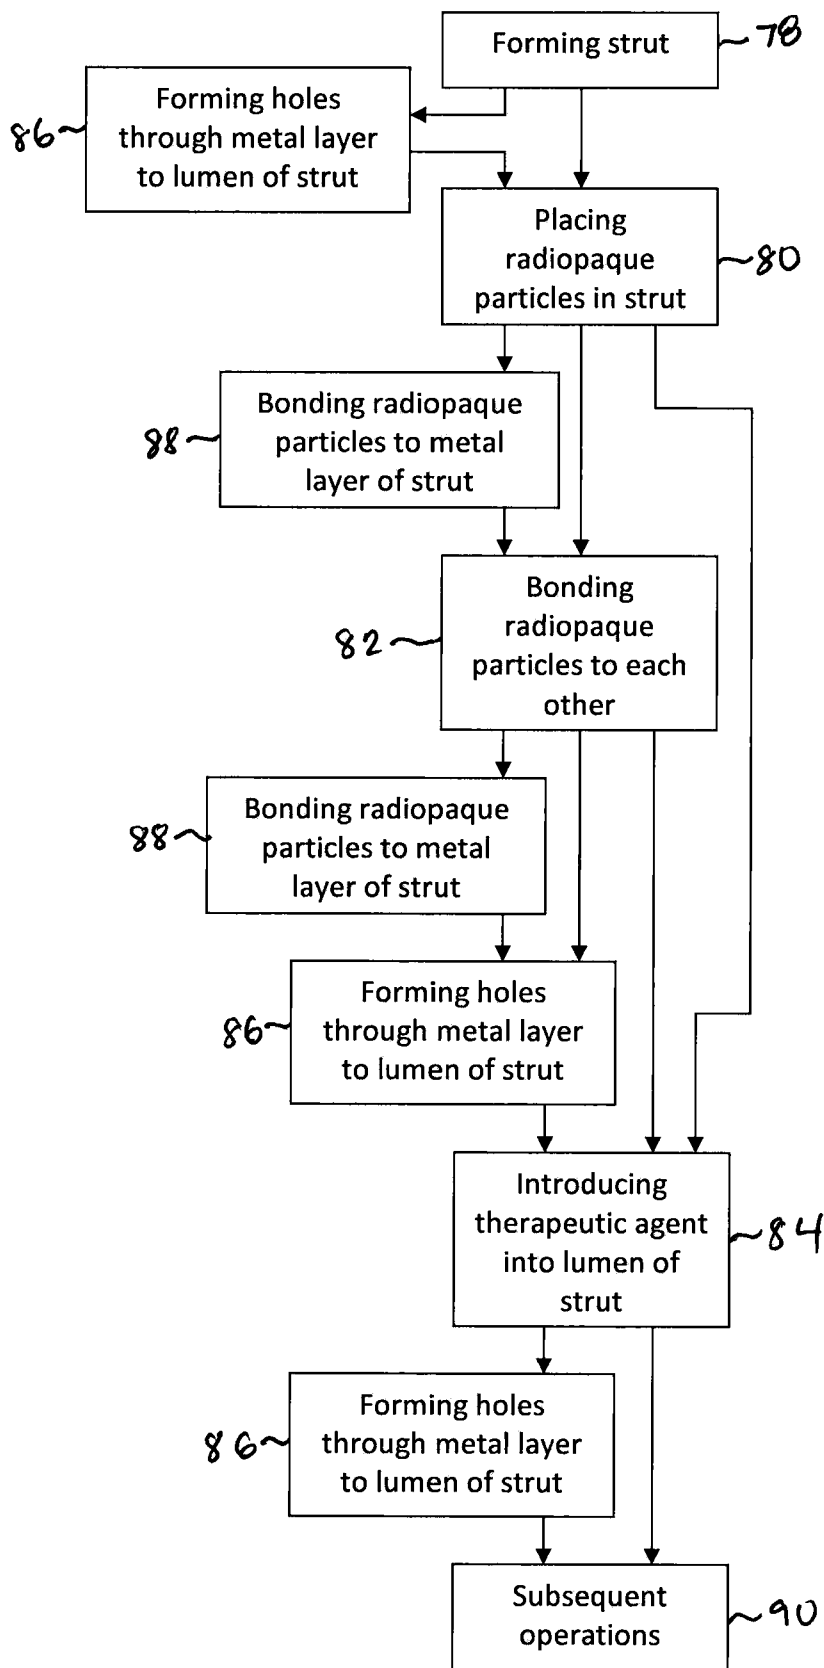 Forming strut
78
Forming holes
through metal layer
to lumen of strut
86
Placing
radiopaque
particles in strut
80
Bonding radiopaque
particles to metal
layer of strut
88
Bonding
radiopaque
particles to each
other
82
Bonding radiopaque
particles to metal
layer of strut
88
Forming holes
through metal layer
to lumen of strut
86
Introducing
therapeutic agent
into lumen of
strut
84
Forming holes
through metal layer
to lumen of strut
86
Subsequent
operations
90